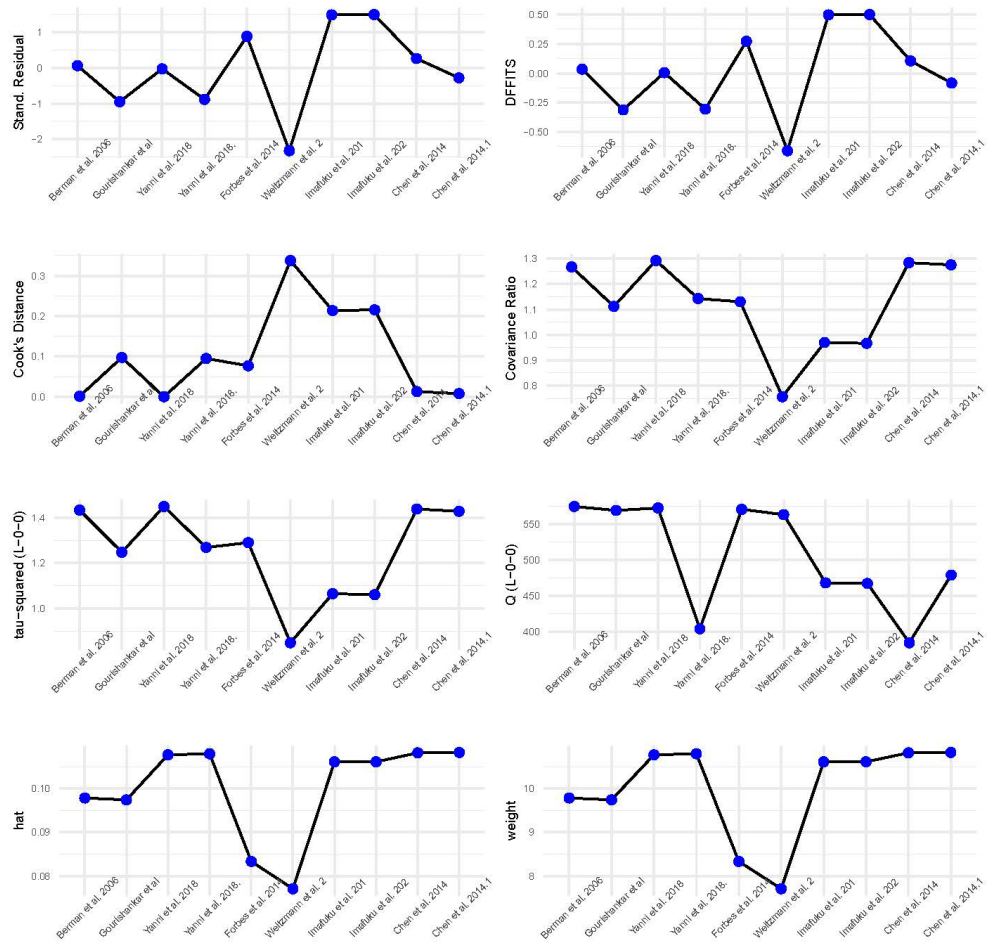 Stand. Residual
1
0
-1
-2
Berman et al, 2006
Gourishankar et al
Yanni et al. 2018
Yanni et al. 2018.
Forbes et al. 2014
Weitzmann et al. 2
Imafuku et al. 201
Imafuku et al. 202
Chen et al. 2014
Chen et al. 2014.1
DFFITS
0.50
0.25
0.00
-0.25
-0.50
Berman et al, 2006
Gourishankar et al
Yanni et al. 2018
Yanni et al. 2018.
Forbes et al. 2014
Weitzmann et al. 2
Imafuku et al. 201
Imafuku et al. 202
Chen et al. 2014
Chen et al. 2014.1
Cook's Distance
0.3
0.2
0.1
0.0
Berman et al, 2006
Gourishankar et al
Yanni et al. 2018
Yanni et al. 2018.
Forbes et al. 2014
Weitzmann et al. 2
Imafuku et al. 201
Imafuku et al. 202
Chen et al. 2014
Chen et al. 2014.1
Covariance Ratio
1.3
1.2
1.1
1.0
0.9
0.8
Berman et al, 2006
Gourishankar et al
Yanni et al. 2018
Yanni et al. 2018.
Forbes et al. 2014
Weitzmann et al. 2
Imafuku et al. 201
Imafuku et al. 202
Chen et al. 2014
Chen et al. 2014.1
tau-squared (L-0-0)
1.4
1.2
1.0
Berman et al, 2006
Gourishankar et al
Yanni et al. 2018
Yanni et al. 2018.
Forbes et al. 2014
Weitzmann et al. 2
Imafuku et al. 201
Imafuku et al. 202
Chen et al. 2014
Chen et al. 2014.1
Q (L-0-0)
550
500
450
400
Berman et al, 2006
Gourishankar et al
Yanni et al. 2018
Yanni et al. 2018.
Forbes et al. 2014
Weitzmann et al. 2
Imafuku et al. 201
Imafuku et al. 202
Chen et al. 2014
Chen et al. 2014.1
hat
0.10
0.09
0.08
Berman et al, 2006
Gourishankar et al
Yanni et al. 2018
Yanni et al. 2018.
Forbes et al. 2014
Weitzmann et al. 2
Imafuku et al. 201
Imafuku et al. 202
Chen et al. 2014
Chen et al. 2014.1
weight
10
9
8
Berman et al, 2006
Gourishankar et al
Yanni et al. 2018
Yanni et al. 2018.
Forbes et al. 2014
Weitzmann et al. 2
Imafuku et al. 201
Imafuku et al. 202
Chen et al. 2014
Chen et al. 2014.1